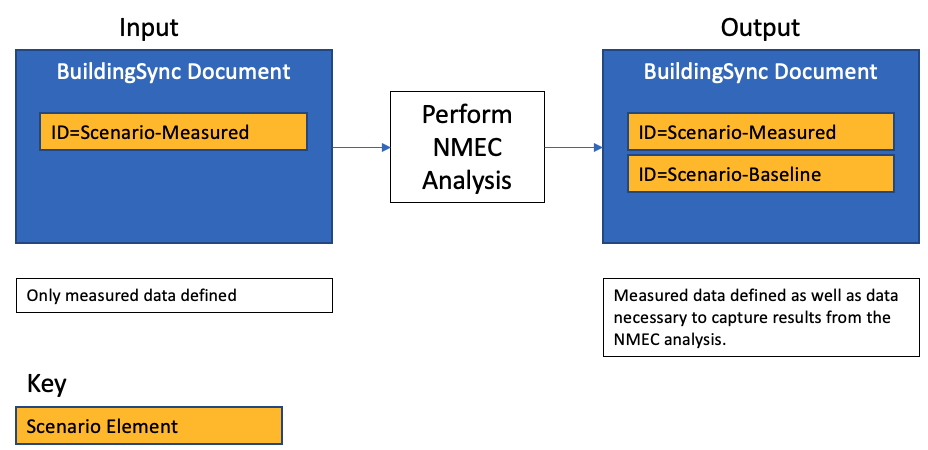 Input
BuildingSync Document
ID=Scenario-Measured
Perform
NMEC
Analysis
Output
BuildingSync Document
ID=Scenario-Measured
ID=Scenario-Baseline
Only measured data defined
Measured data defined as well as data
necessary to capture results from the
NMEC analysis.
Key
Scenario Element